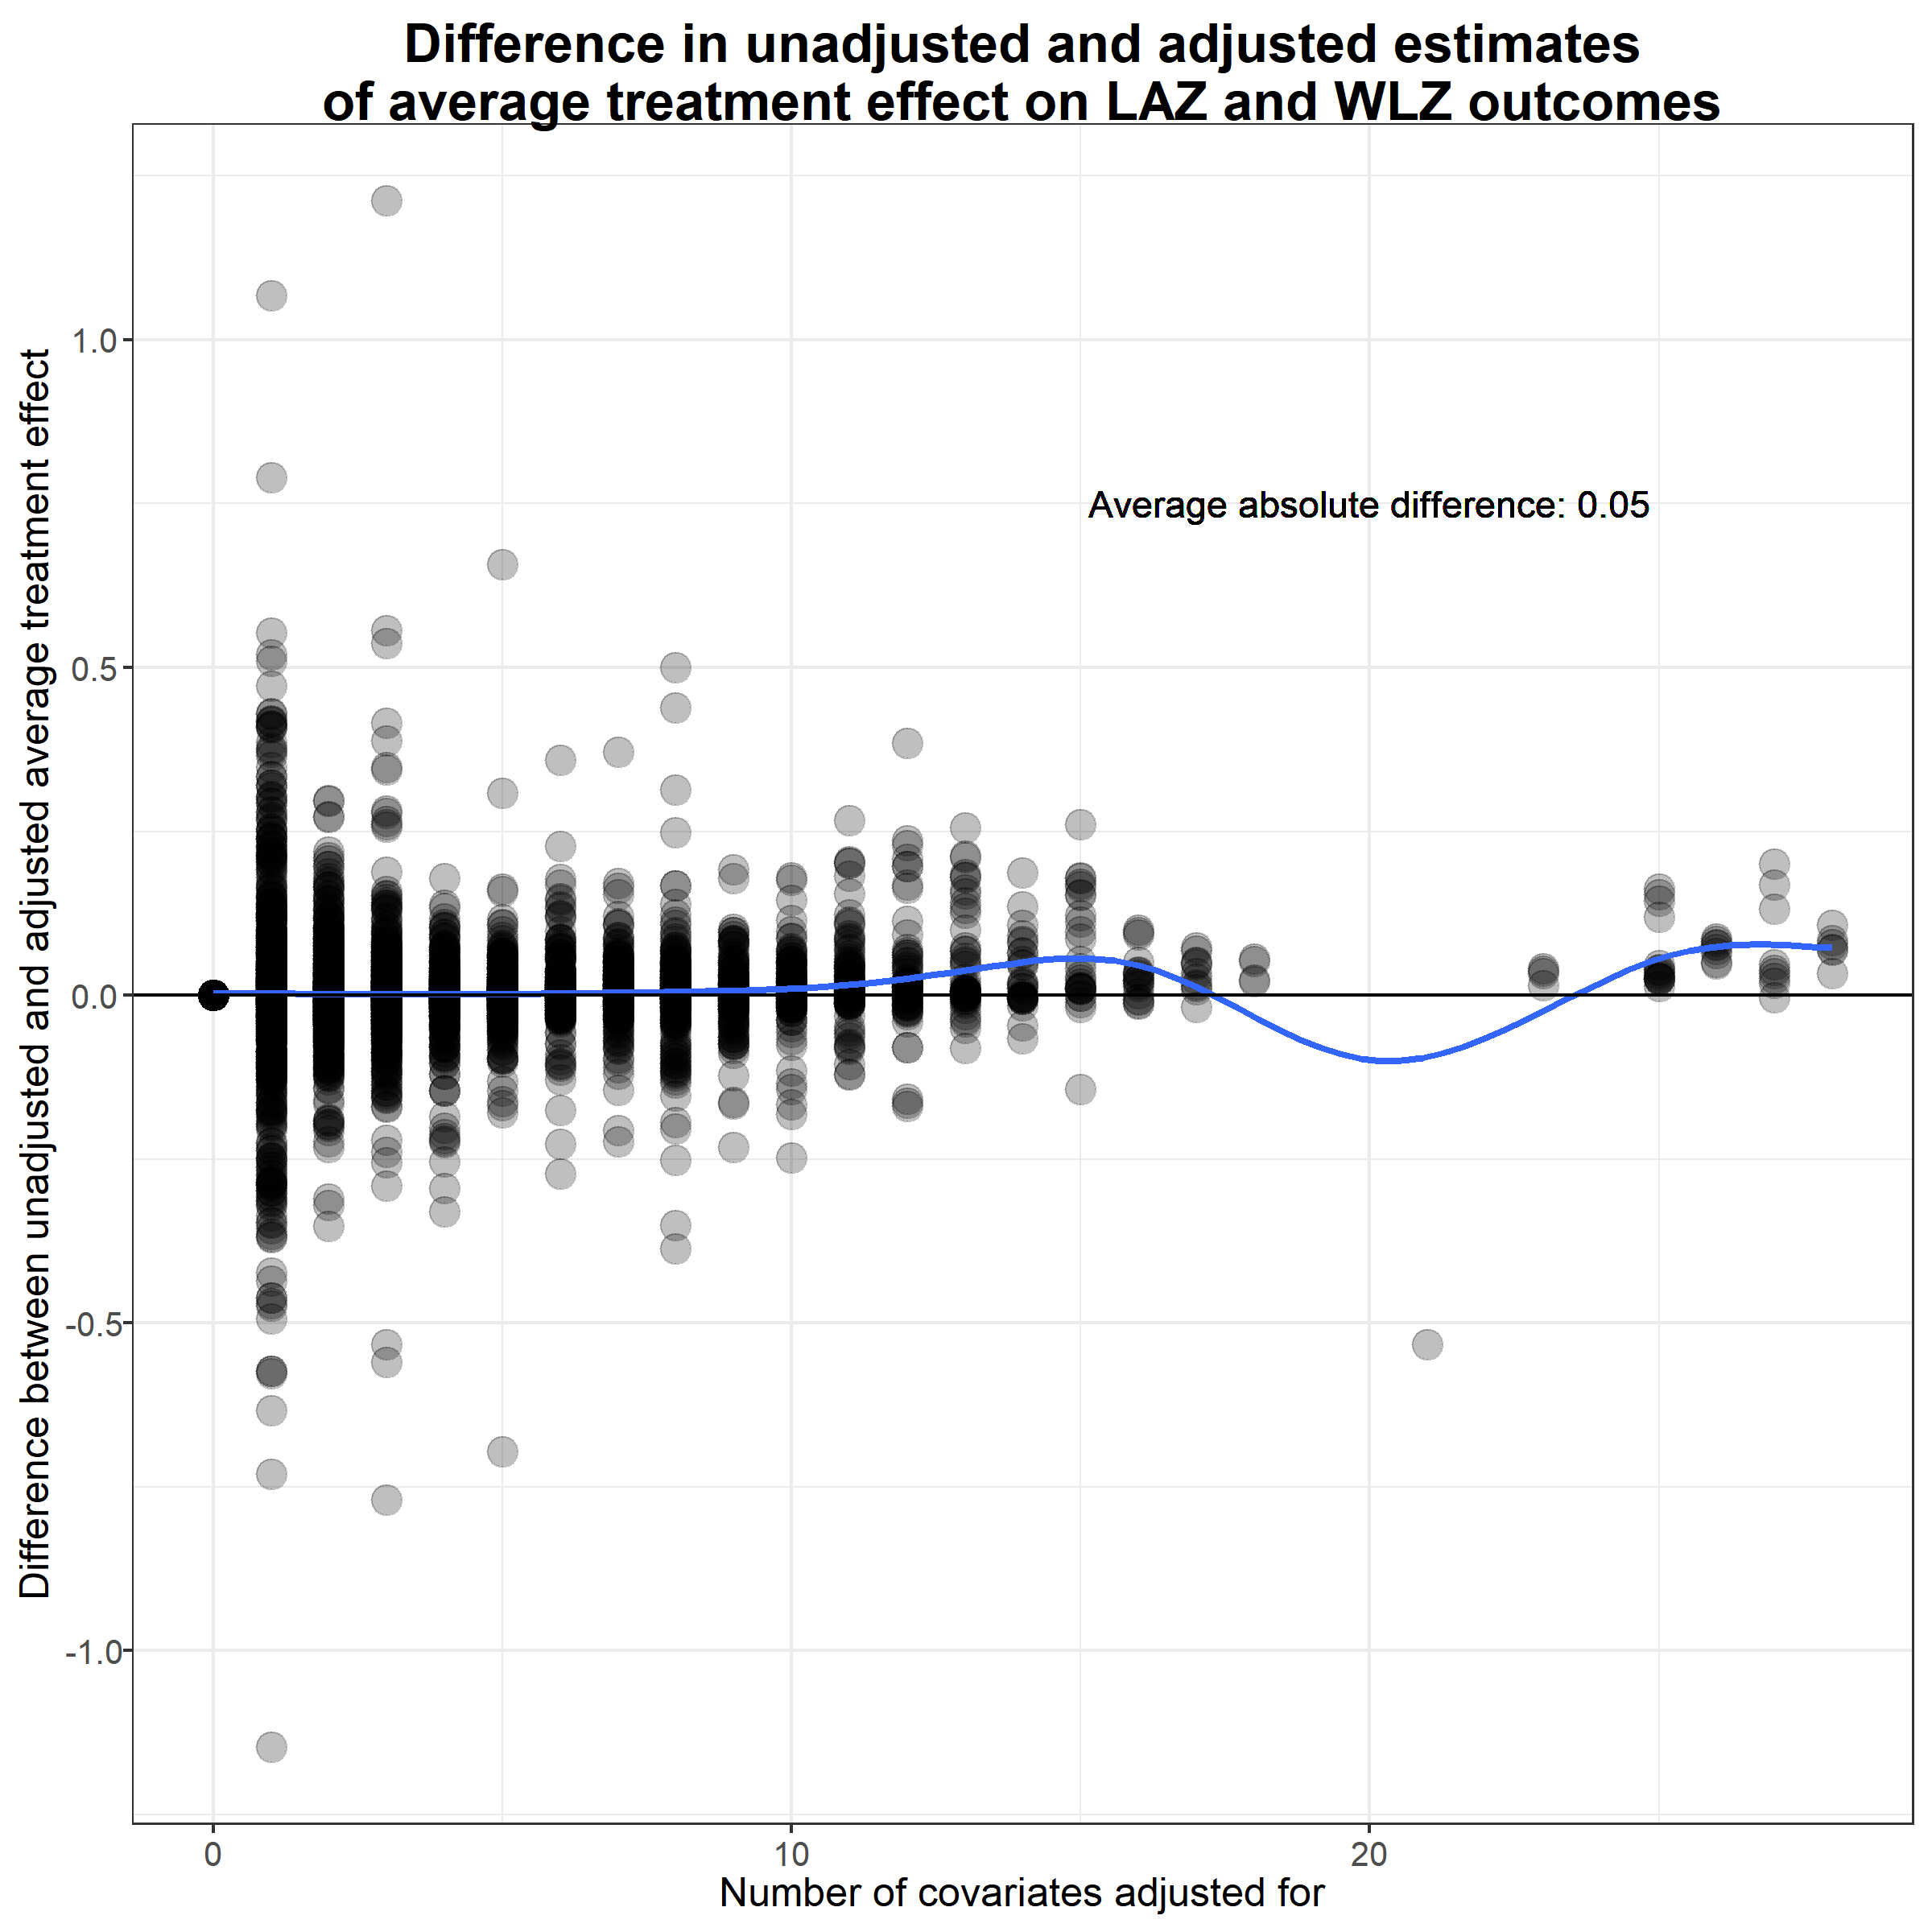 Difference in unadjusted and adjusted estimates
of average treatment effect on LAZ and WLZ outcomes
Difference between unadjusted and adjusted average treatment effect
1.0
0.5
0.0
-0.5
-1.0
Average absolute difference: 0.05
0
10
20
Number of covariates adjusted for